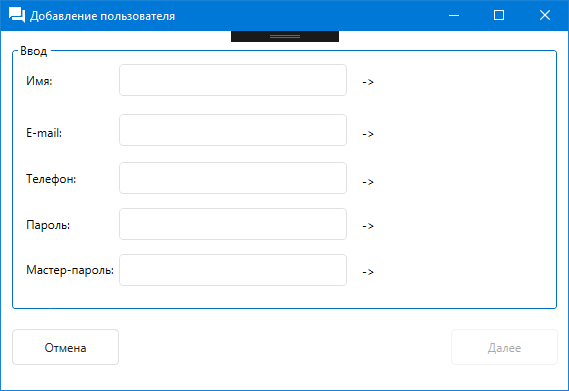 Добавление пользователя
Ввод
Имя: ->
E-mail: ->
Телефон: ->
Пароль: ->
Мастер-пароль: ->
Отмена Далее